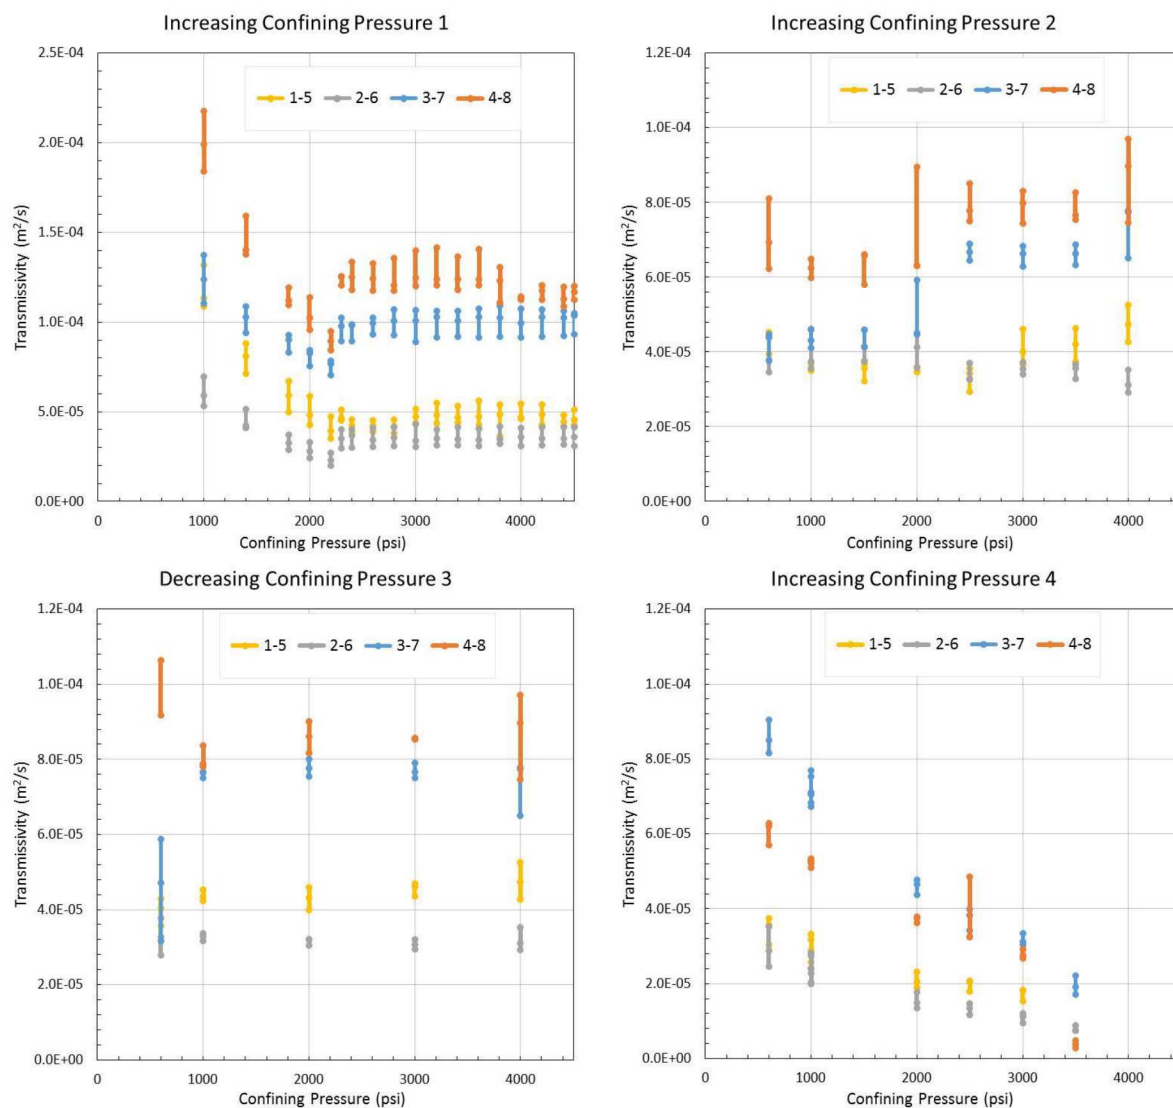 Increasing Confining Pressure 1
2.5E-04
2.0E-04
1.5E-04
1.0E-04
5.0E-05
0.0E+00
Transmissivity (m²/s)
1-5 2-6 3-7 4-8
0 1000 2000 3000 4000
Confining Pressure (psi)
Increasing Confining Pressure 2
1.2E-04
1.0E-04
8.0E-05
6.0E-05
4.0E-05
2.0E-05
0.0E+00
Transmissivity (m²/s)
1-5 2-6 3-7 4-8
0 1000 2000 3000 4000
Confining Pressure (psi)
Decreasing Confining Pressure 3
1.2E-04
1.0E-04
8.0E-05
6.0E-05
4.0E-05
2.0E-05
0.0E+00
Transmissivity (m²/s)
1-5 2-6 3-7 4-8
0 1000 2000 3000 4000
Confining Pressure (psi)
Increasing Confining Pressure 4
1.2E-04
1.0E-04
8.0E-05
6.0E-05
4.0E-05
2.0E-05
0.0E+00
Transmissivity (m²/s)
1-5 2-6 3-7 4-8
0 1000 2000 3000 4000
Confining Pressure (psi)